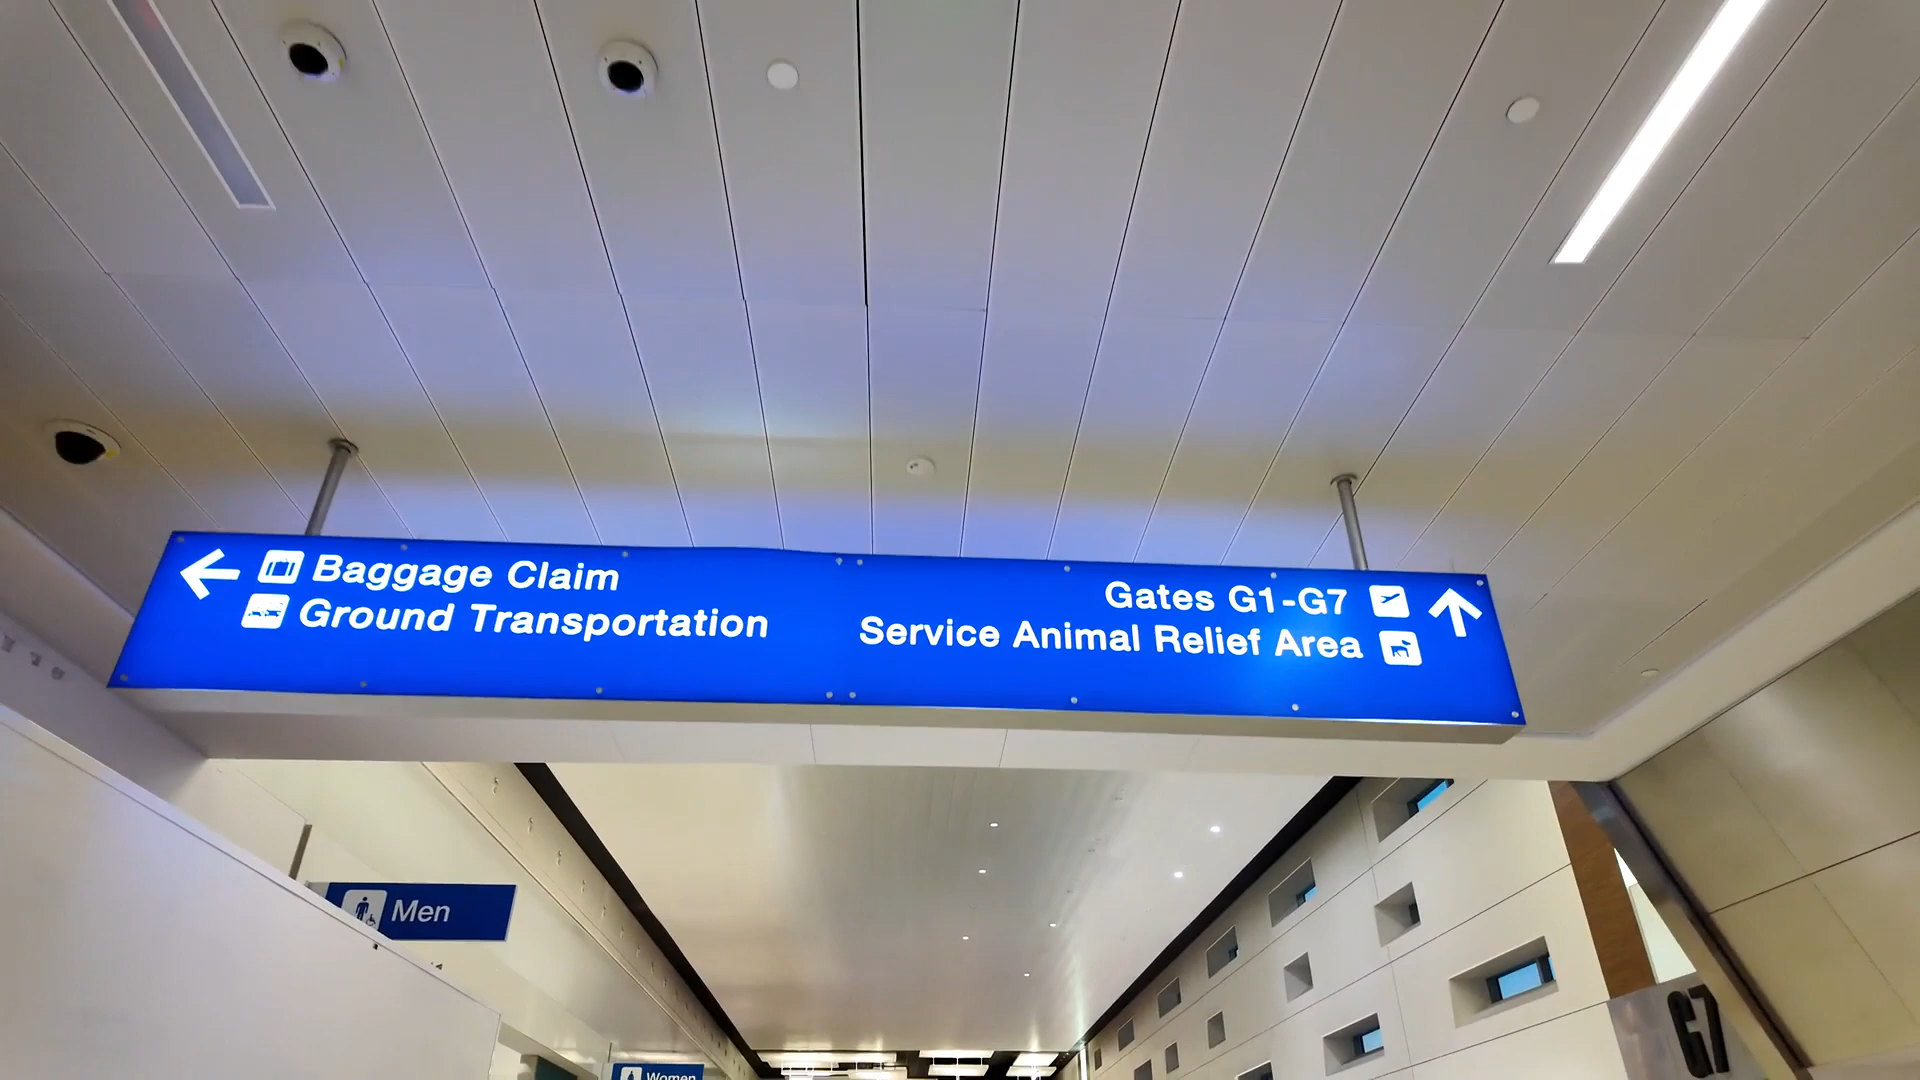 Baggage Claim
Ground Transportation
Gates G1-G7
Service Animal Relief Area
Men
Women
G7